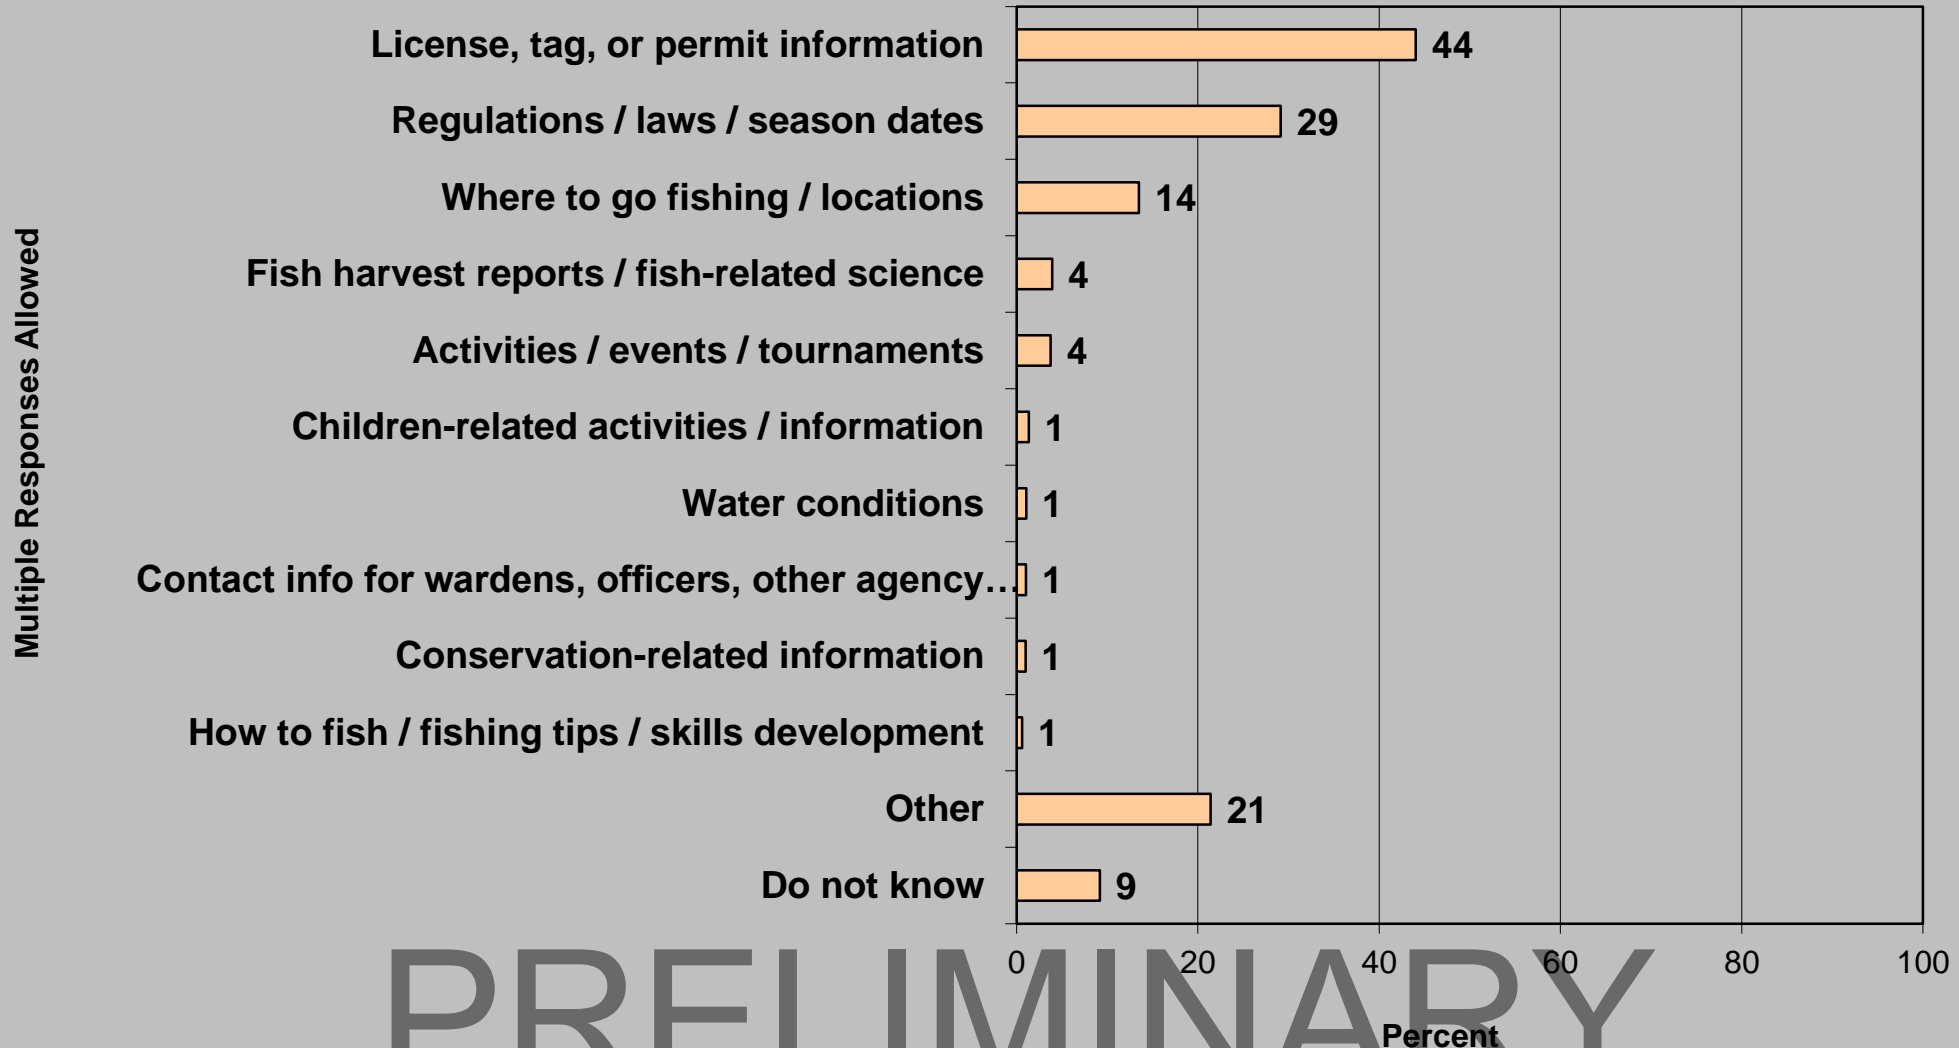 Multiple Responses Allowed
License, tag, or permit information 44
Regulations / laws / season dates 29
Where to go fishing / locations 14
Fish harvest reports / fish-related science 4
Activities / events / tournaments 4
Children-related activities / information 1
Water conditions 1
Contact info for wardens, officers, other agency… 1
Conservation-related information 1
How to fish / fishing tips / skills development 1
Other 21
Do not know 9
0 20 40 60 80 100
Percent
PRELIMINARY